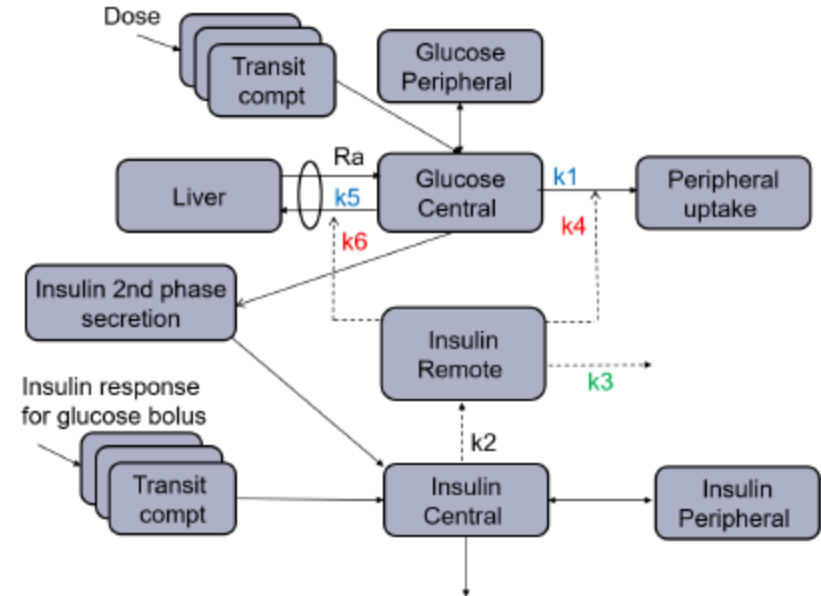 Dose
Transit
compt
Glucose
Peripheral
Ra
Liver
k5
Glucose
Central
k1
Peripheral
uptake
k6
k4
Insulin 2nd phase
secretion
Insulin
Remote
k3
Insulin response
for glucose bolus
k2
Transit
compt
Insulin
Central
Insulin
Peripheral